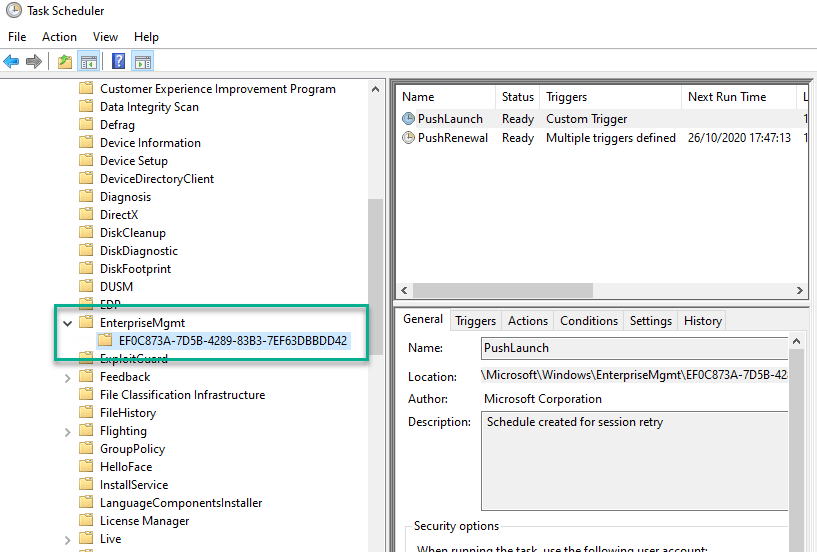 Task Scheduler
File Action View Help
Customer Experience Improvement Program
Data Integrity Scan
Defrag
Device Information
Device Setup
DeviceDirectoryClient
Diagnosis
DirectX
DiskCleanup
DiskDiagnostic
DiskFootprint
DUSM
EDP
EnterpriseMgmt
EF0C873A-7D5B-4289-83B3-7EF63DBBDD42
ExploitGuard
Feedback
File Classification Infrastructure
FileHistory
Flighting
GroupPolicy
HelloFace
InstallService
LanguageComponentsInstaller
License Manager
Live
Name Status Triggers Next Run Time L
PushLaunch Ready Custom Trigger 1
PushRenewal Ready Multiple triggers defined 26/10/2020 17:47:13 1
General Triggers Actions Conditions Settings History
Name: PushLaunch
Location: \Microsoft\Windows\EnterpriseMgmt\EF0C873A-7D5B-428
Author: Microsoft Corporation
Description: Schedule created for session retry
Security options
When running the task, use the following user account: